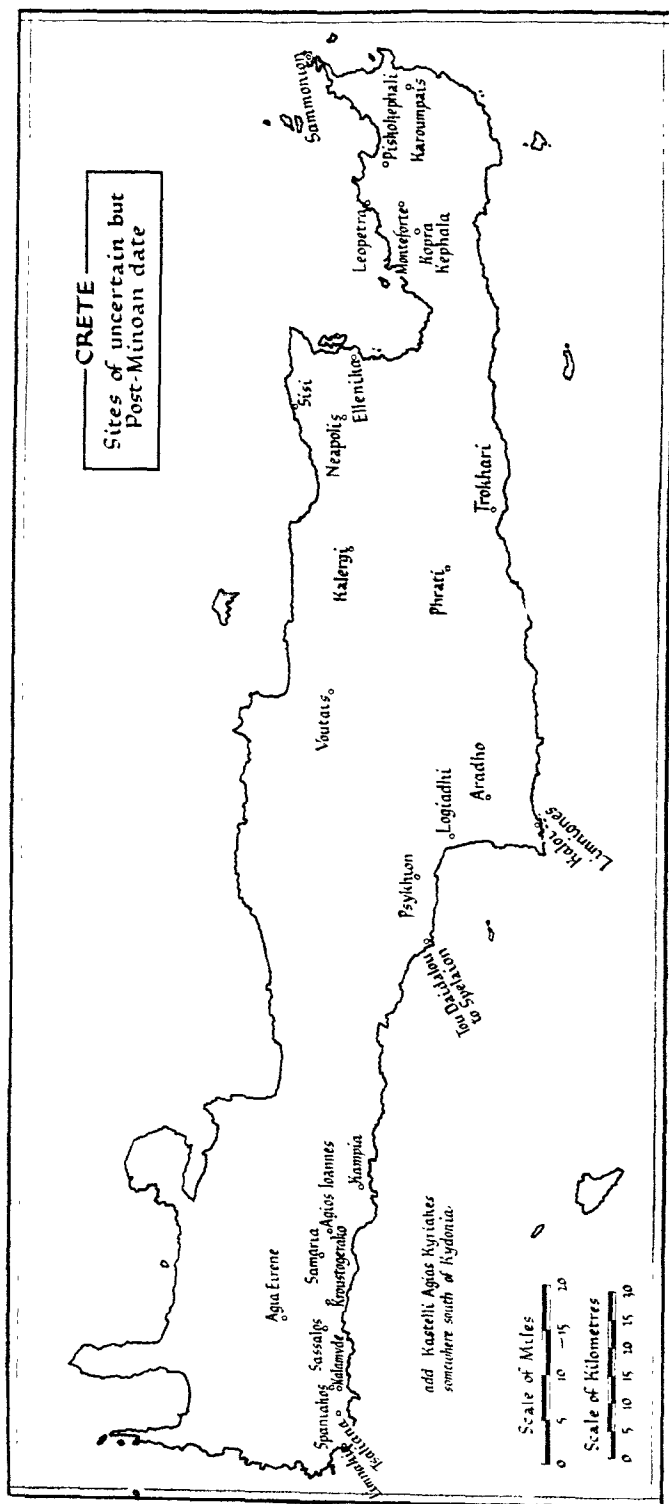 CRETE
Sites of uncertain but
Post-Minoan date
Sammonion
Piskokephali
Karoumpais
Leopetra
Monteforte
Kopra
Kephala
Sisi
Neapolis
Ellenika
Kalergi
Trokhari
Phrati
Voutais
Aradho
Logiadhi
Kaloi
Limniones
Psykhion
Tou Daidalou
to Spelaion
Agia Eirene
Samaria
Agios Ioannes
Kroustogerako
Kampia
Sassalos
Spaniakos
Kalamyde
Tsaliana
add Kastelli Agias Kyriakes
somewhere south of Kydonia
Scale of Miles
0 5 10 15 20
Scale of Kilometres
0 5 10 15 20 30